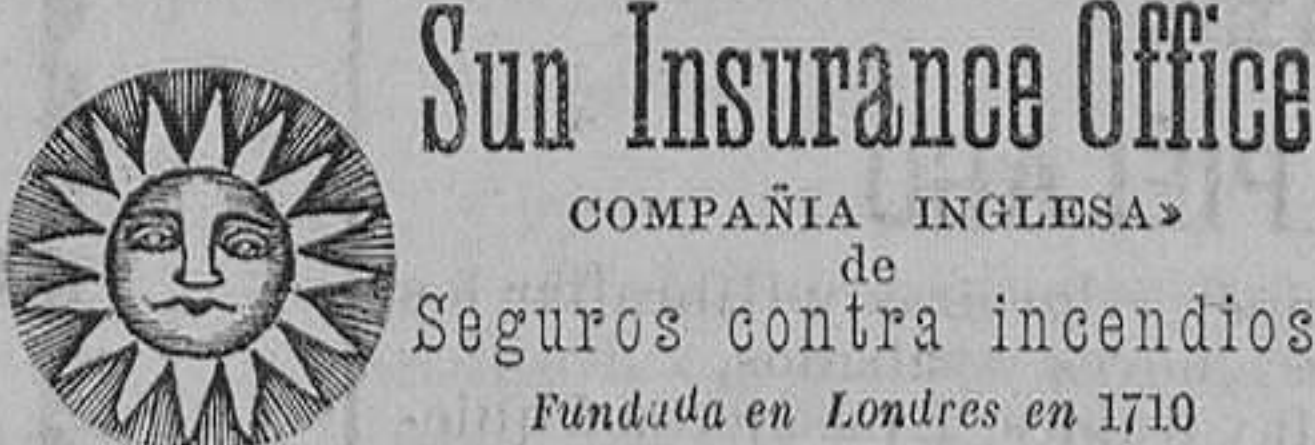 Sun Insurance Office
COMPAÑIA INGLESA»
de
Seguros contra incendios
Fundada en Londres en 1710